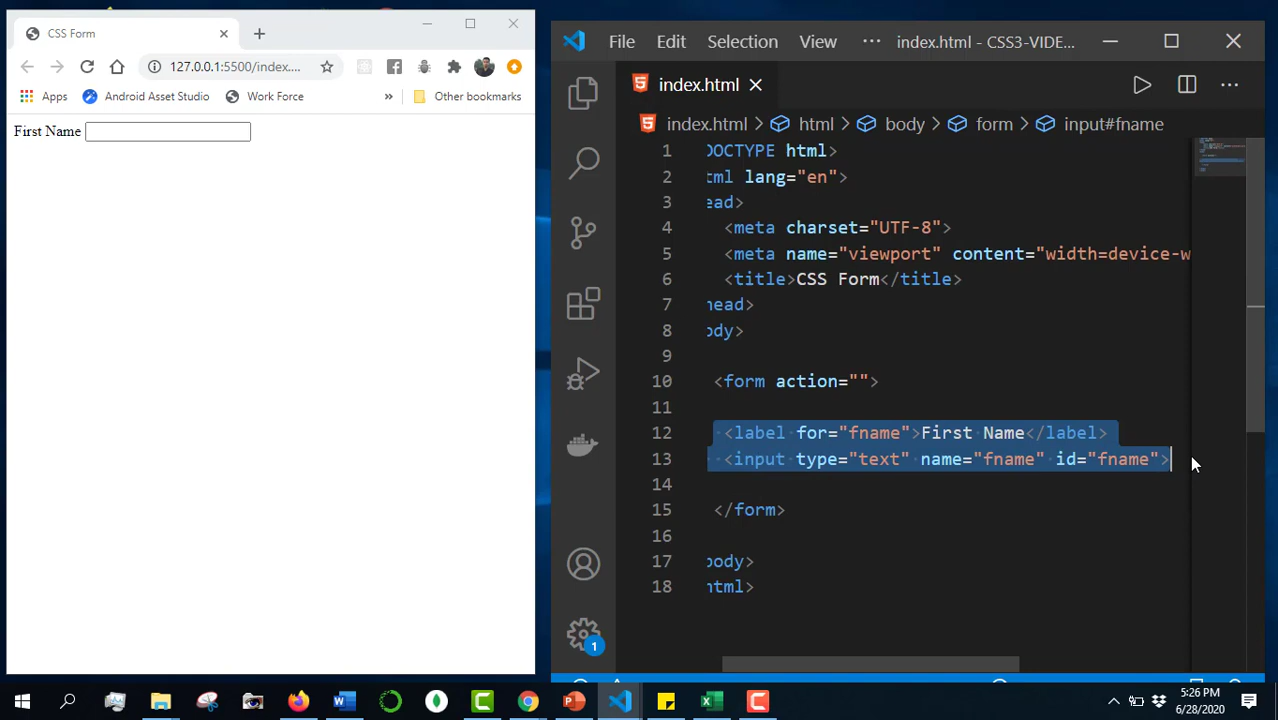 CSS Form
127.0.0.1:5500/index....
Apps Android Asset Studio Work Force » Other bookmarks
First Name
File Edit Selection View ··· index.html - CSS3-VIDE...
index.html
index.html > html > body > form > input#fname
1 DOCTYPE html>
2 tml lang="en">
3 ead>
4 <meta charset="UTF-8">
5 <meta name="viewport" content="width=device-w
6 <title>CSS Form</title>
7 head>
8 ody>
9
10 <form action="">
11
12 <label for="fname">First Name</label>
13 <input type="text" name="fname" id="fname">
14
15 </form>
16
17 body>
18 html>
1
5:26 PM
6/28/2020